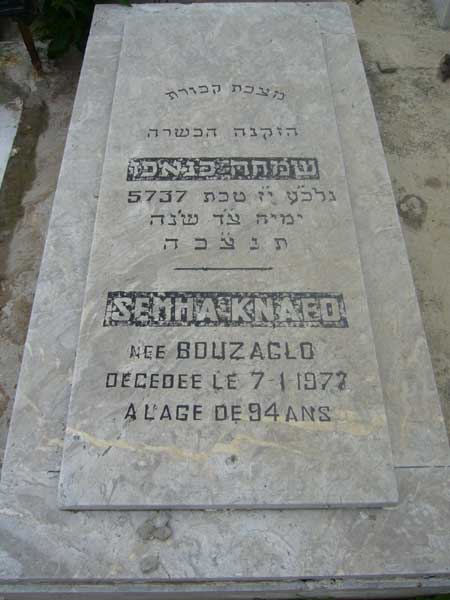 מצבת קבורת
הזקנה הכשרה
שמחה כנאפו
נלב״ע י״ז טבת 5737
ימיה צ״ד שנה
ת נ צ ב ה
SEMHA KNAFO
NEE BOUZAGLO
DECEDEE LE 7-1-1977
A L'AGE DE 94 ANS